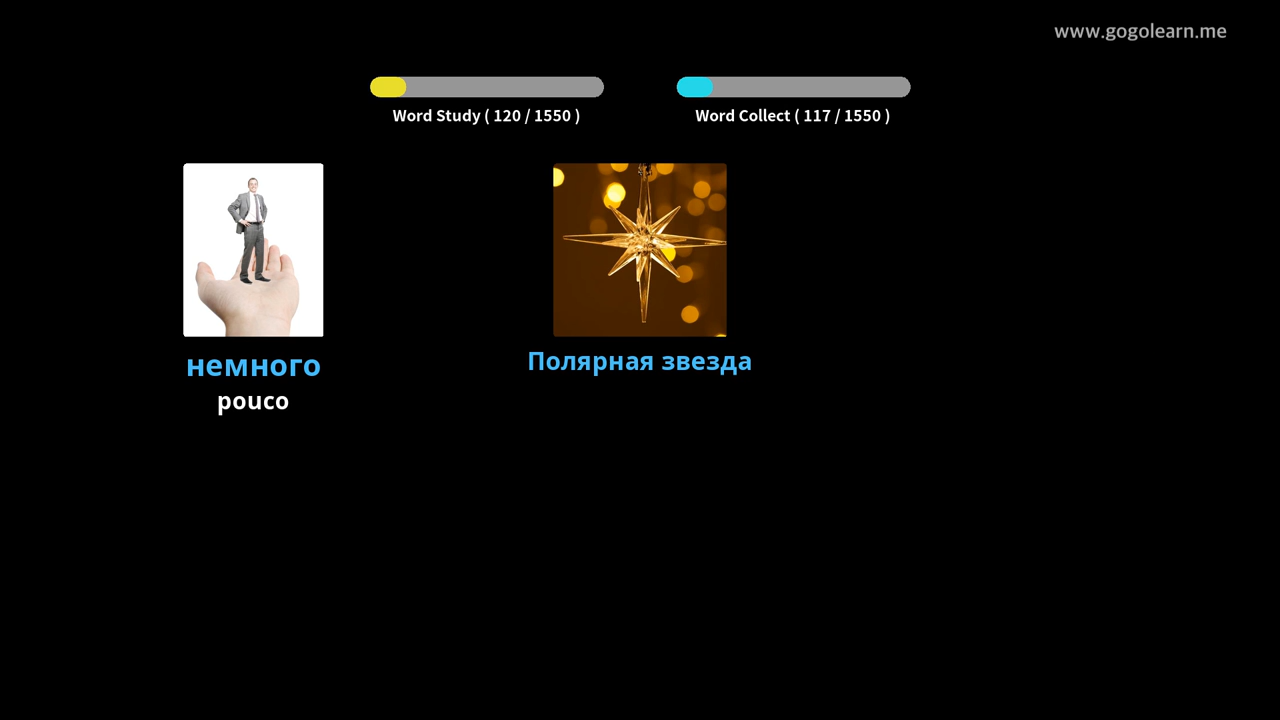 www.gogolearn.me
Word Study ( 120 / 1550 )
Word Collect ( 117 / 1550 )
немного
pouco
Полярная звезда